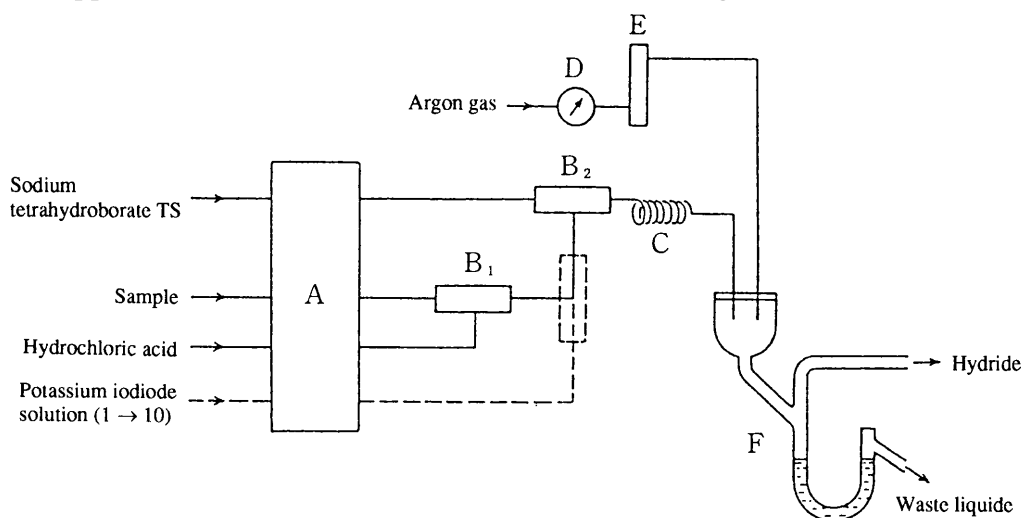 E
D
Argon gas
B₂
Sodium
tetrahydroborate TS
C
B₁
Sample
A
Hydrochloric acid
Potassium iodiode
solution (1 → 10)
Hydride
F
Waste liquide